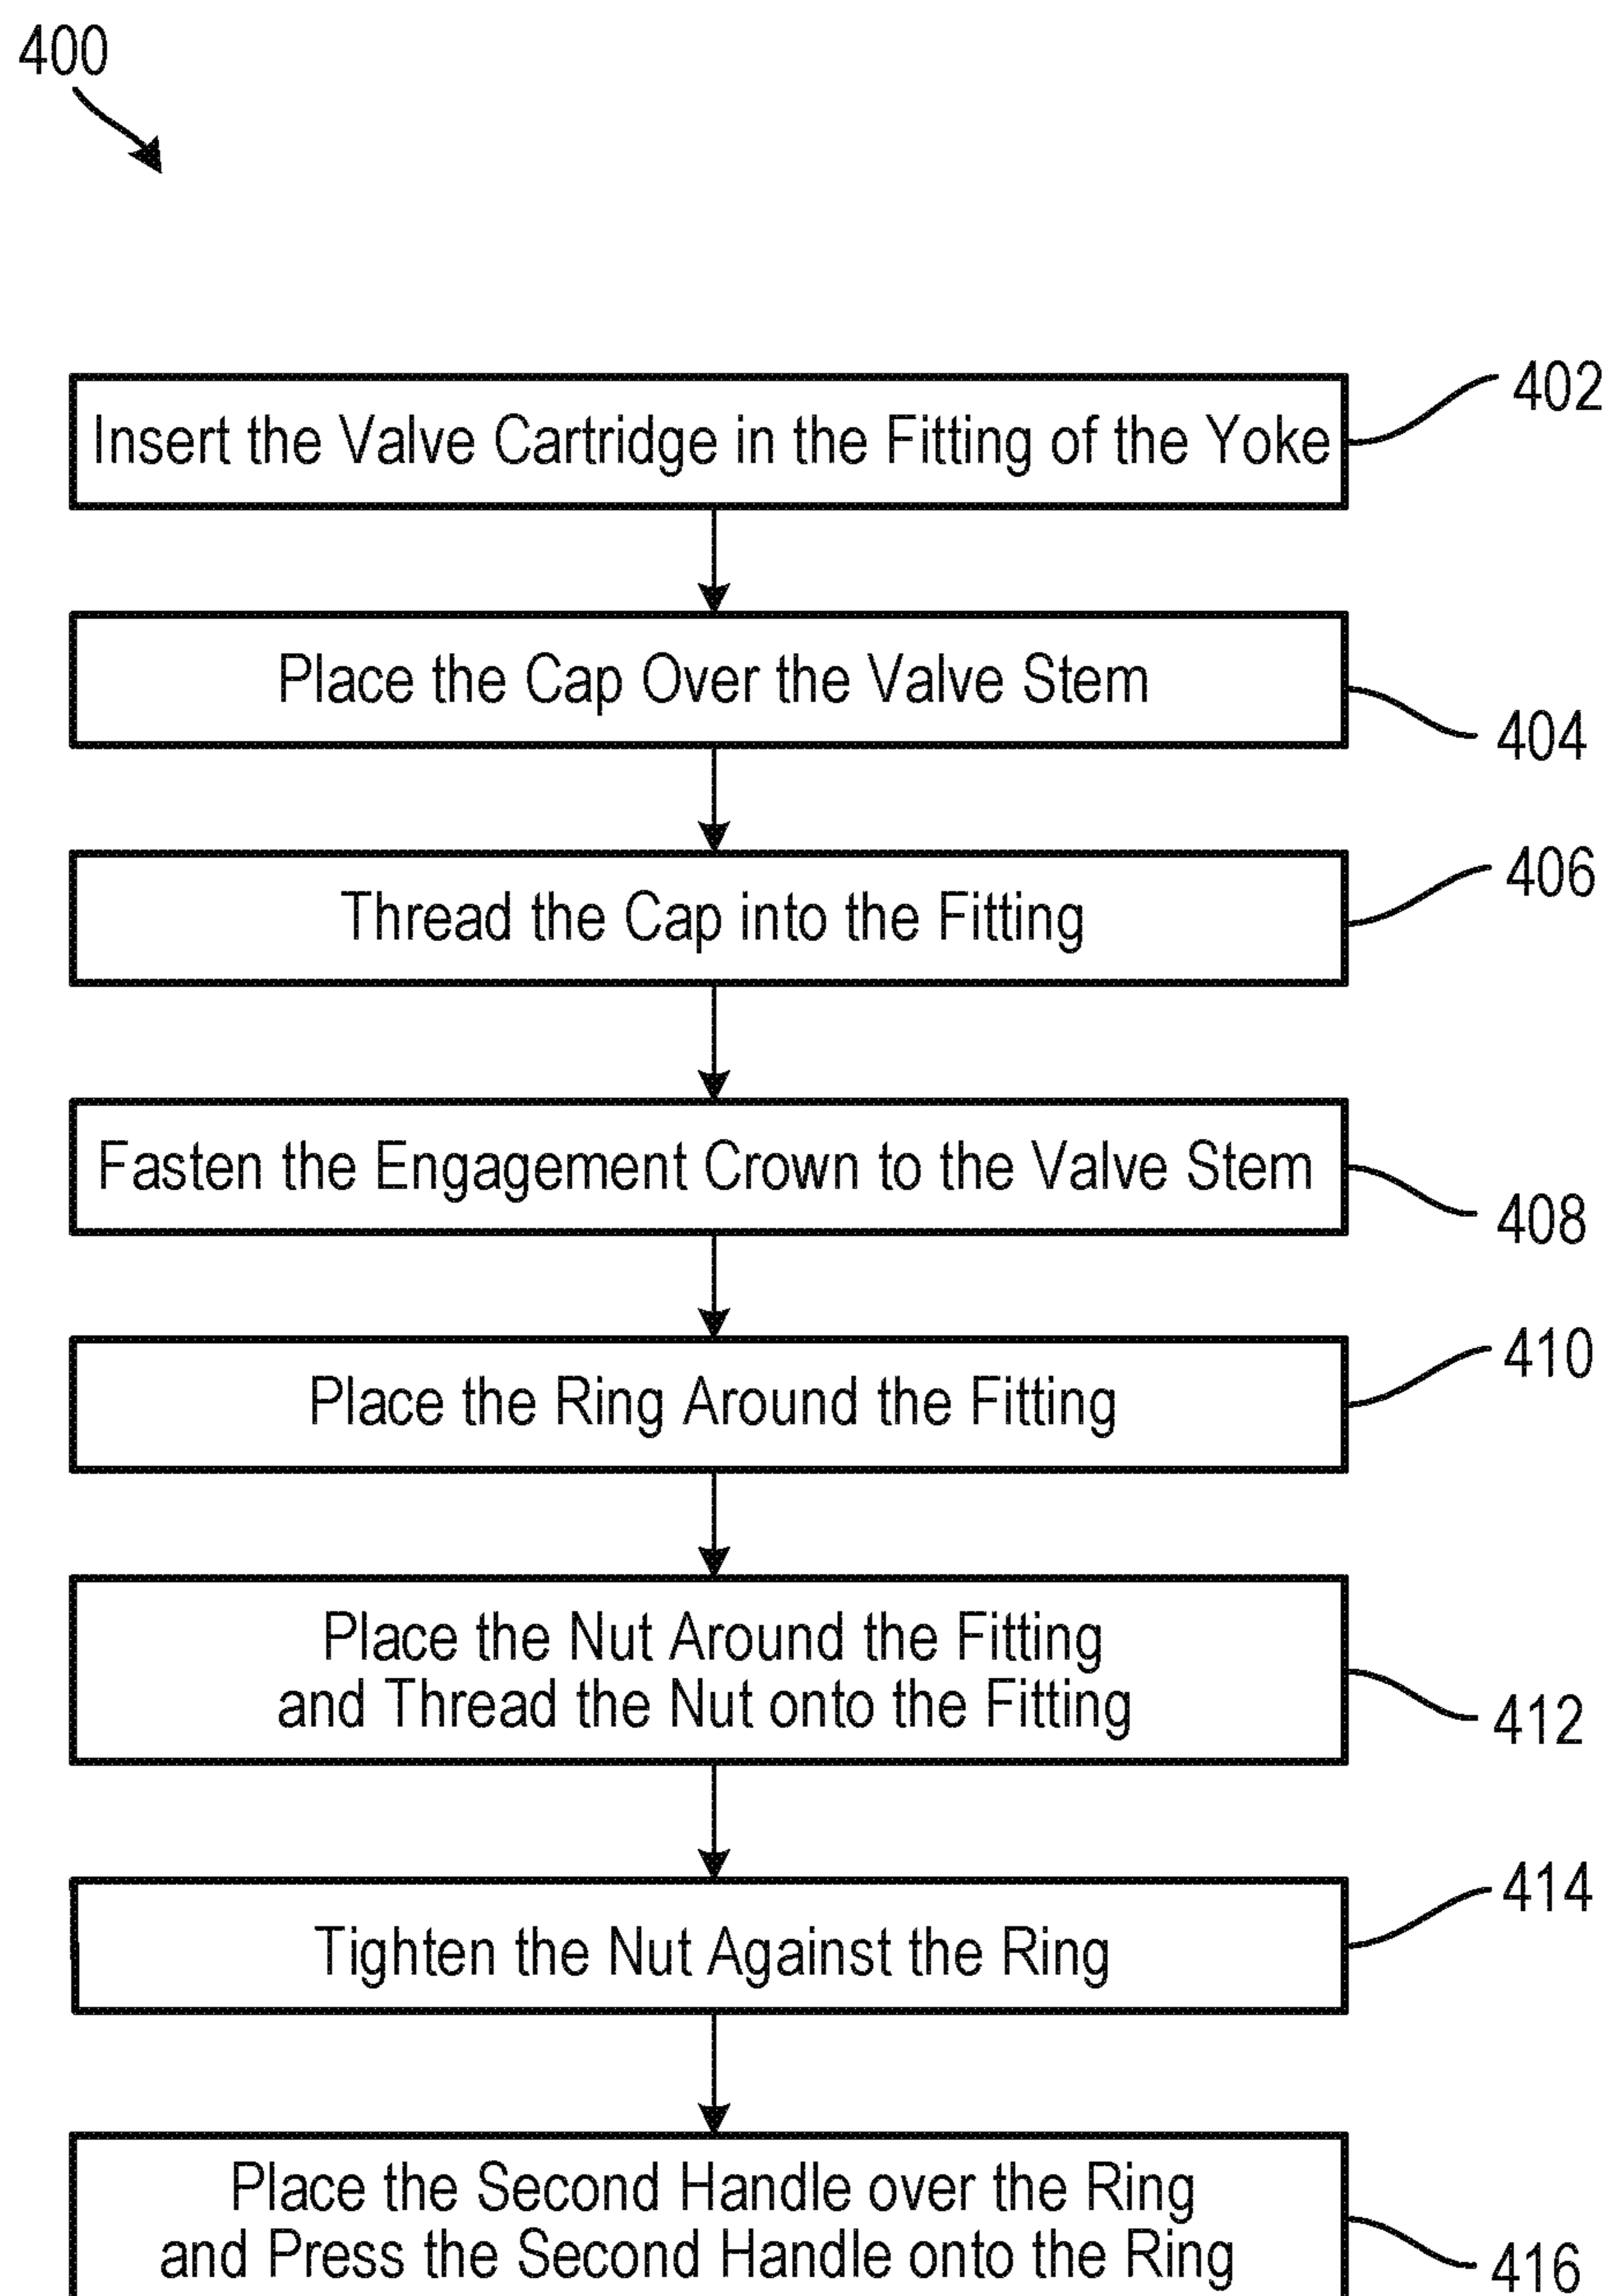 400
Insert the Valve Cartridge in the Fitting of the Yoke
402
Place the Cap Over the Valve Stem
404
Thread the Cap into the Fitting
406
Fasten the Engagement Crown to the Valve Stem
408
Place the Ring Around the Fitting
410
Place the Nut Around the Fitting
and Thread the Nut onto the Fitting
412
Tighten the Nut Against the Ring
414
Place the Second Handle over the Ring
and Press the Second Handle onto the Ring
416